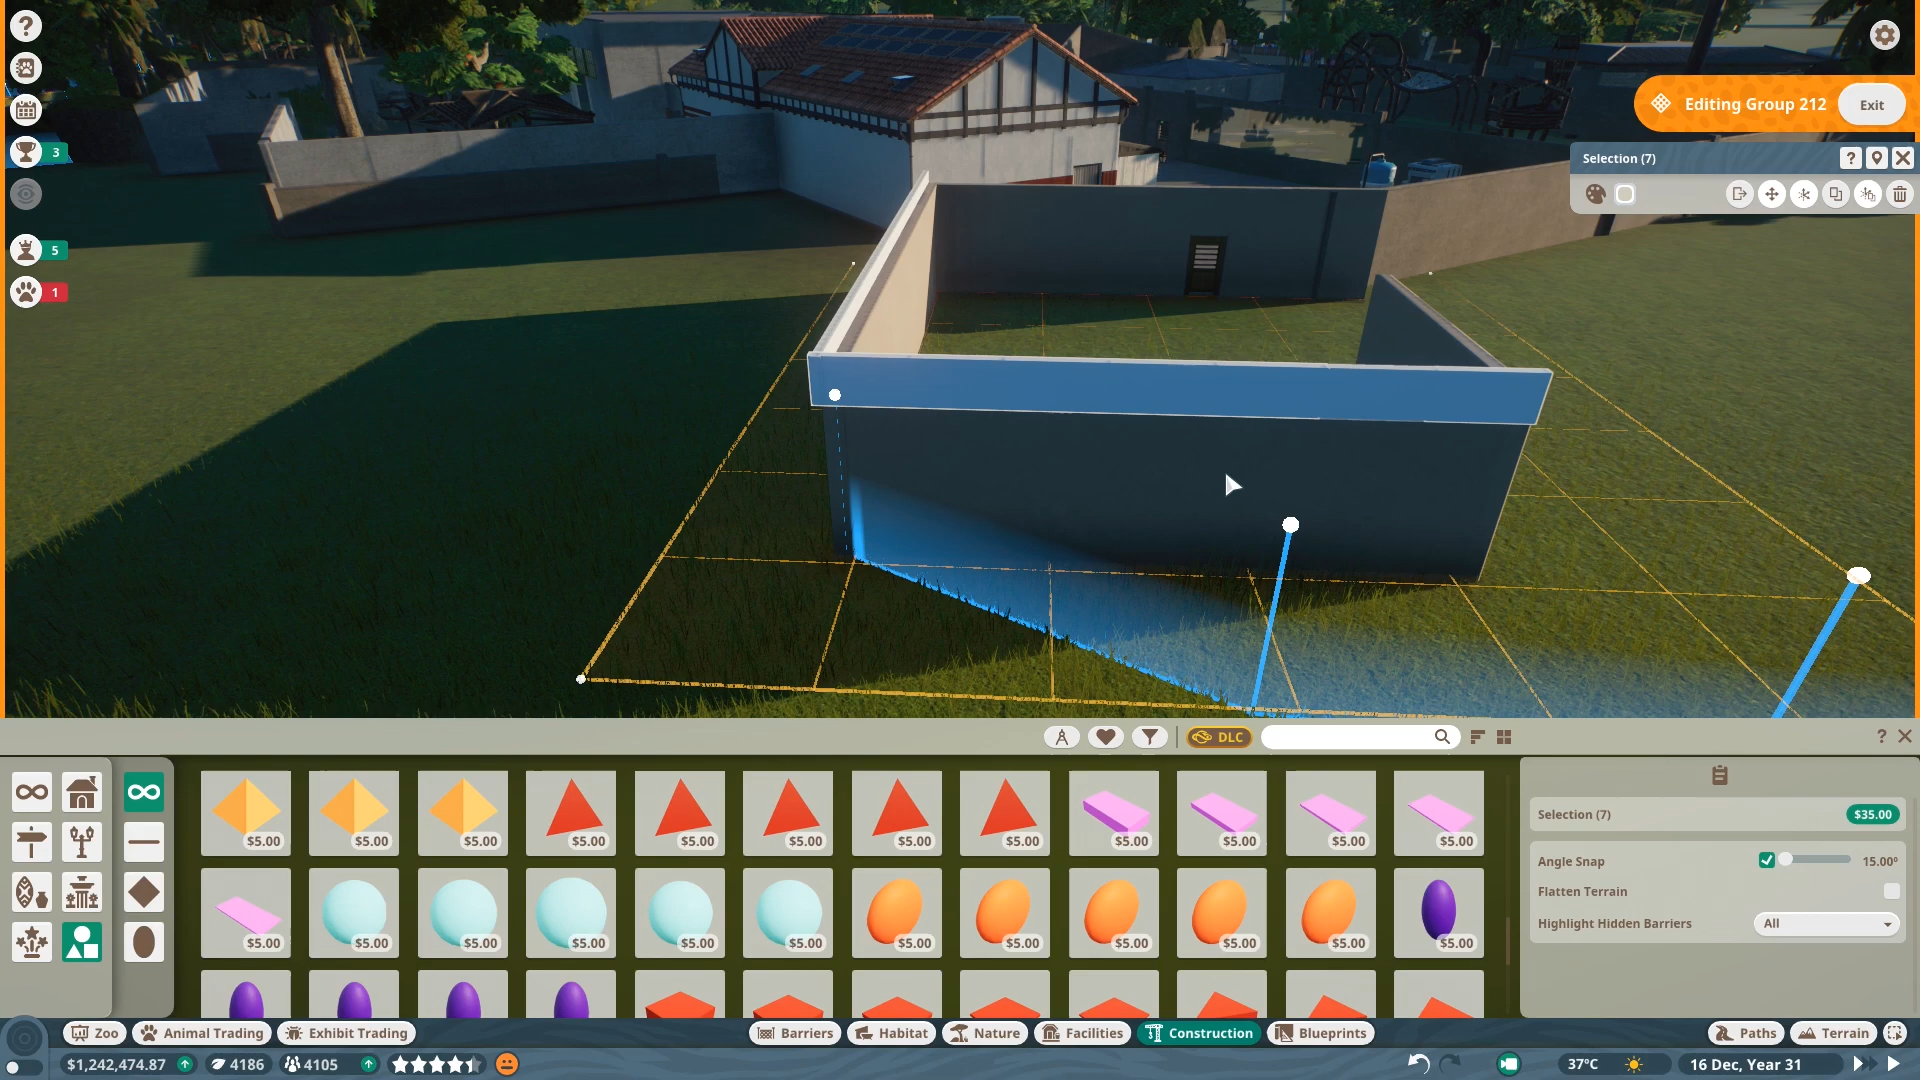 ?
Editing Group 212 Exit
Selection (7) ?
3
5
1
DLC
?
$5.00 $5.00 $5.00 $5.00 $5.00 $5.00 $5.00 $5.00 $5.00 $5.00 $5.00 $5.00
$5.00 $5.00 $5.00 $5.00 $5.00 $5.00 $5.00 $5.00 $5.00 $5.00 $5.00 $5.00
Selection (7) $35.00
Angle Snap 15.00°
Flatten Terrain
Highlight Hidden Barriers All
Zoo Animal Trading Exhibit Trading Barriers Habitat Nature Facilities Construction Blueprints Paths Terrain
$1,242,474.87 4186 4105 37°C 16 Dec, Year 31